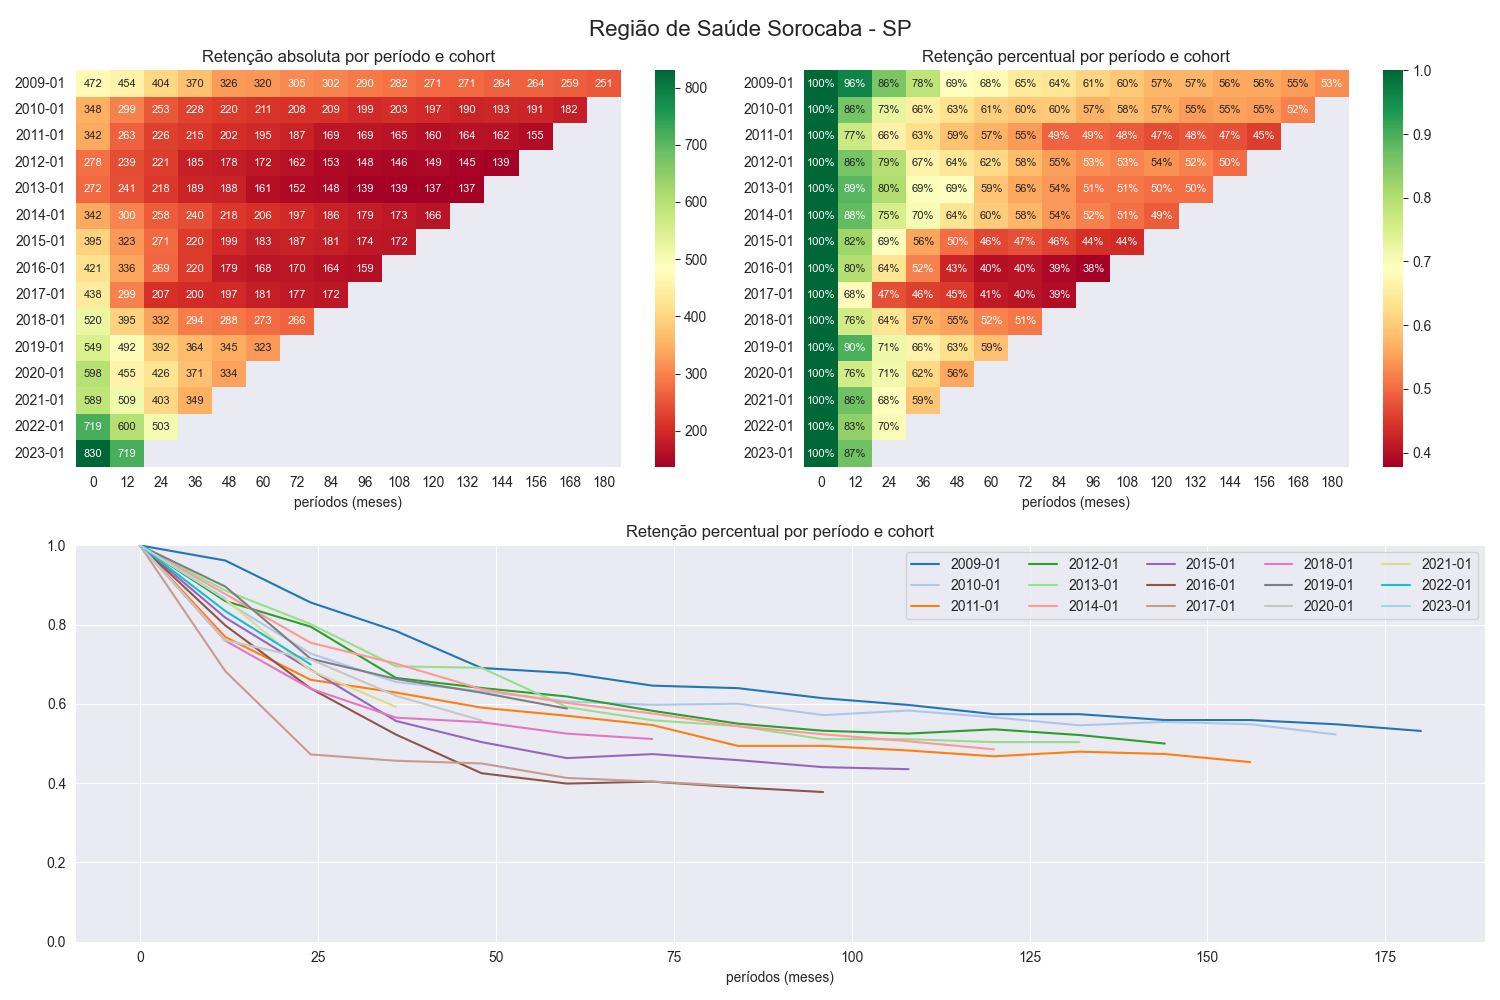 Região de Saúde Sorocaba - SP
Retenção absoluta por período e cohort
2009-01 472 454 404 370 326 320 305 302 290 282 271 271 264 264 259 251
2010-01 348 299 253 228 220 211 208 209 199 203 197 190 193 191 182
2011-01 342 263 226 215 202 195 187 169 169 165 160 164 162 155
2012-01 278 239 221 185 178 172 162 153 148 146 149 145 139
2013-01 272 241 218 189 188 161 152 148 139 139 137 137
2014-01 342 300 258 240 218 206 197 186 179 173 166
2015-01 395 323 271 220 199 183 187 181 174 172
2016-01 421 336 269 220 179 168 170 164 159
2017-01 438 299 207 200 197 181 177 172
2018-01 520 395 332 294 288 273 266
2019-01 549 492 392 364 345 323
2020-01 598 455 426 371 334
2021-01 589 509 403 349
2022-01 719 600 503
2023-01 830 719
0 12 24 36 48 60 72 84 96 108 120 132 144 156 168 180
períodos (meses)
800
700
600
500
400
300
200
Retenção percentual por período e cohort
2009-01 100% 96% 86% 78% 69% 68% 65% 64% 61% 60% 57% 57% 56% 56% 55% 53%
2010-01 100% 86% 73% 66% 63% 61% 60% 60% 57% 58% 57% 55% 55% 55% 52%
2011-01 100% 77% 66% 63% 59% 57% 55% 49% 49% 48% 47% 48% 47% 45%
2012-01 100% 86% 79% 67% 64% 62% 58% 55% 53% 53% 54% 52% 50%
2013-01 100% 89% 80% 69% 69% 59% 56% 54% 51% 51% 50% 50%
2014-01 100% 88% 75% 70% 64% 60% 58% 54% 52% 51% 49%
2015-01 100% 82% 69% 56% 50% 46% 47% 46% 44% 44%
2016-01 100% 80% 64% 52% 43% 40% 40% 39% 38%
2017-01 100% 68% 47% 46% 45% 41% 40% 39%
2018-01 100% 76% 64% 57% 55% 52% 51%
2019-01 100% 90% 71% 66% 63% 59%
2020-01 100% 76% 71% 62% 56%
2021-01 100% 86% 68% 59%
2022-01 100% 83% 70%
2023-01 100% 87%
0 12 24 36 48 60 72 84 96 108 120 132 144 156 168 180
períodos (meses)
1.0
0.9
0.8
0.7
0.6
0.5
0.4
Retenção percentual por período e cohort
1.0
0.8
0.6
0.4
0.2
0.0
2009-01 2012-01 2015-01 2018-01 2021-01
2010-01 2013-01 2016-01 2019-01 2022-01
2011-01 2014-01 2017-01 2020-01 2023-01
0 25 50 75 100 125 150 175
períodos (meses)